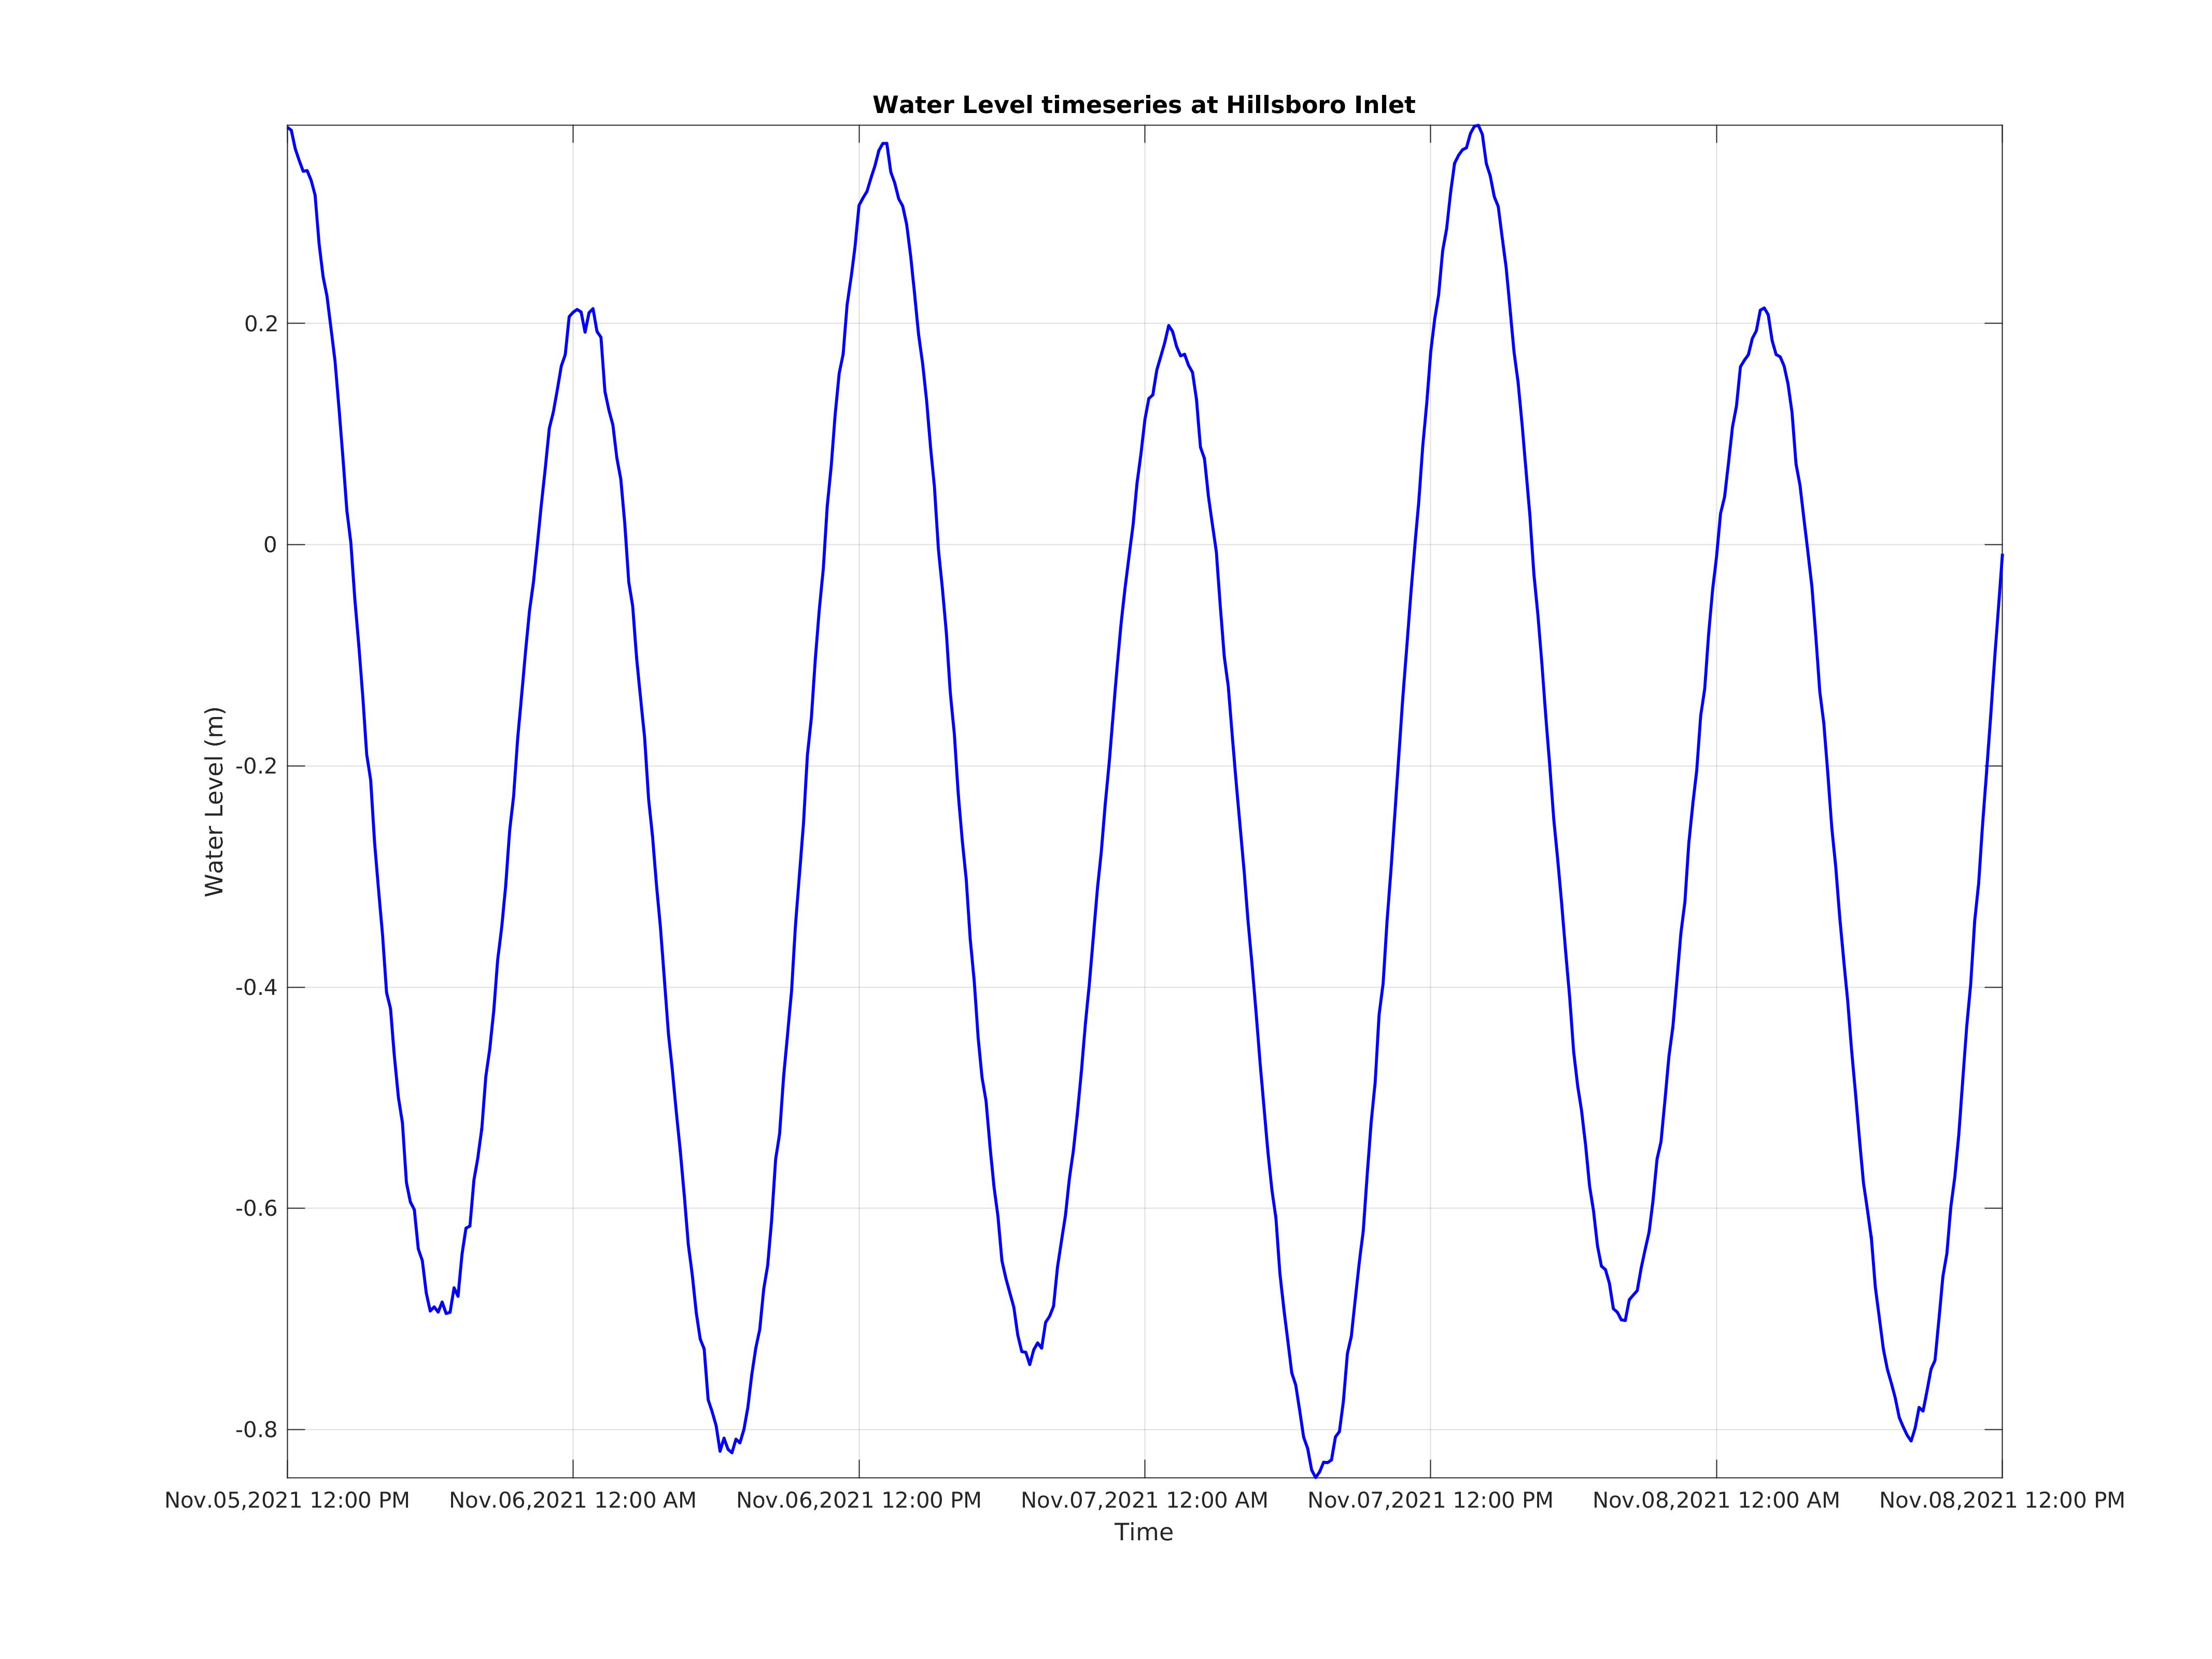 Water Level timeseries at Hillsboro Inlet
0.2
0
-0.2
-0.4
-0.6
-0.8
Water Level (m)
Nov.05,2021 12:00 PM
Nov.06,2021 12:00 AM
Nov.06,2021 12:00 PM
Nov.07,2021 12:00 AM
Nov.07,2021 12:00 PM
Nov.08,2021 12:00 AM
Nov.08,2021 12:00 PM
Time